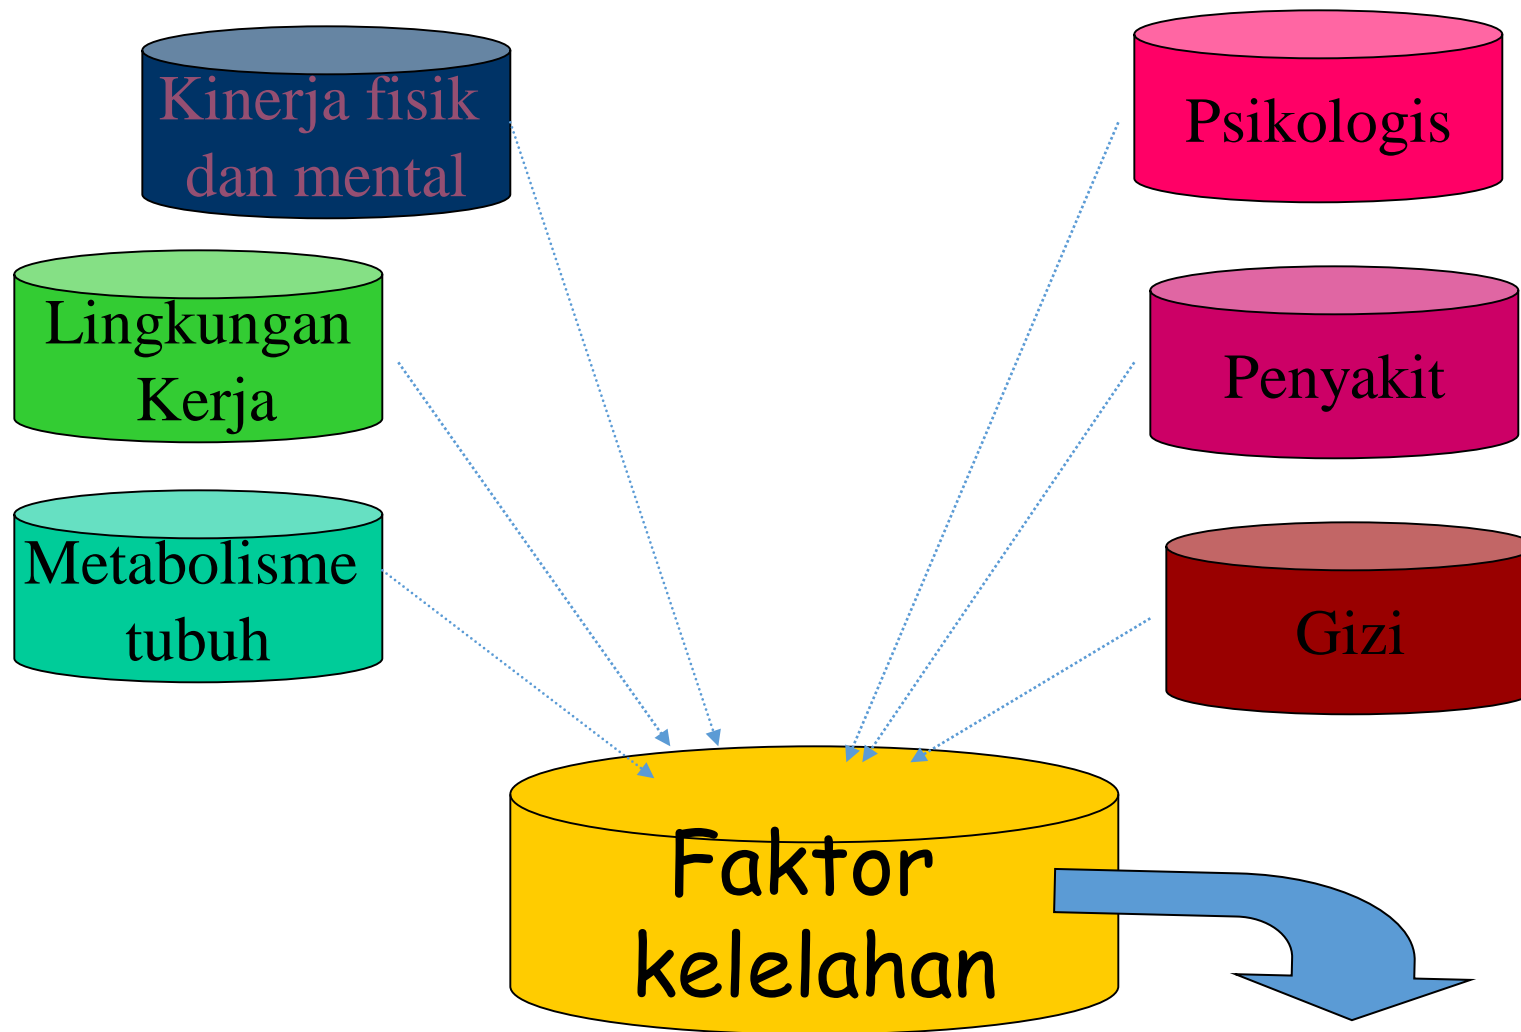 Kinerja fisik
dan mental
Psikologis
Lingkungan
Kerja
Penyakit
Metabolisme
tubuh
Gizi
Faktor
kelelahan